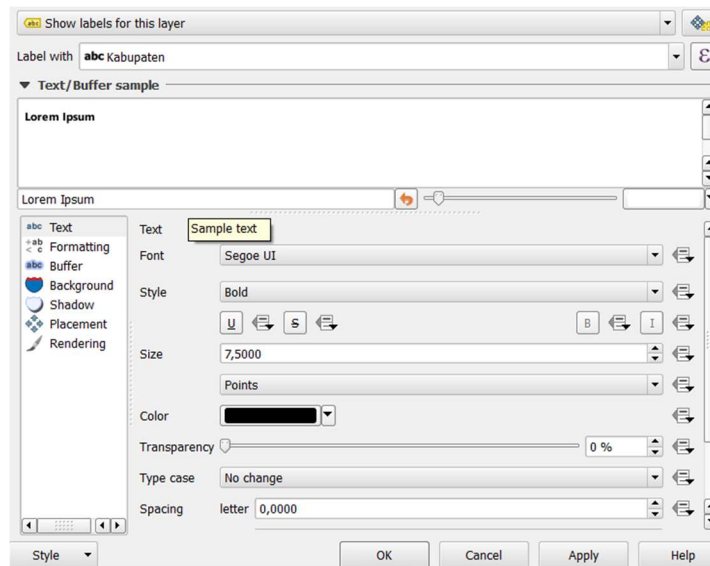 abc Show labels for this layer
Label with abc Kabupaten ε
Text/Buffer sample
Lorem Ipsum
Lorem Ipsum
Sample text
abc Text
+ab < c Formatting
abc Buffer
Background
Shadow
Placement
Rendering
Text
Font Segoe UI
Style Bold
U S B I
Size 7,5000
Points
Color
Transparency 0 %
Type case No change
Spacing letter 0,0000
Style OK Cancel Apply Help